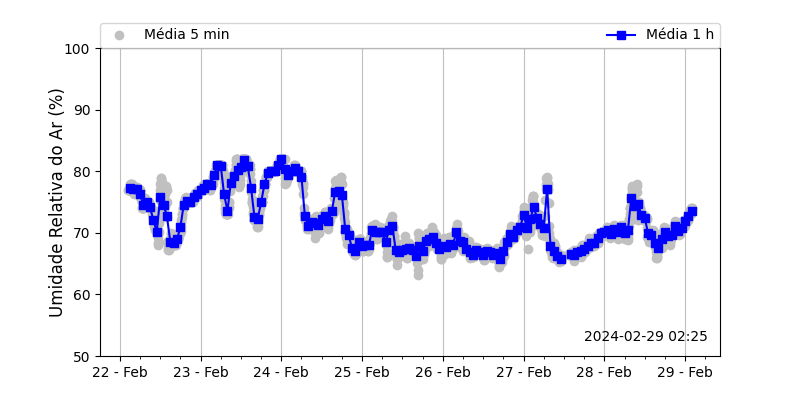 Média 5 min
Média 1 h
100
90
80
70
60
50
Umidade Relativa do Ar (%)
2024-02-29 02:25
22 - Feb
23 - Feb
24 - Feb
25 - Feb
26 - Feb
27 - Feb
28 - Feb
29 - Feb